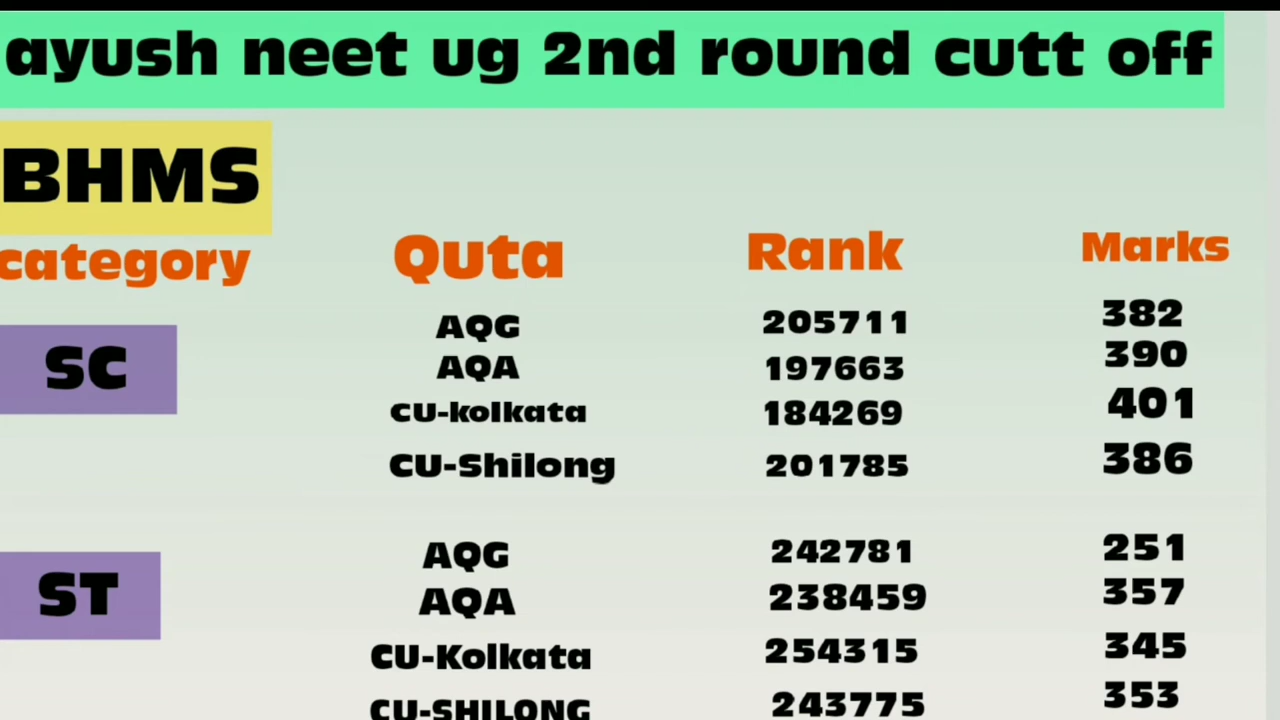 ayush neet ug 2nd round cutt off
BHMS
category Quta Rank Marks
SC AQG 205711 382
AQA 197663 390
CU-kolkata 184269 401
CU-Shilong 201785 386
ST AQG 242781 251
AQA 238459 357
CU-Kolkata 254315 345
CU-SHILONG 243775 353